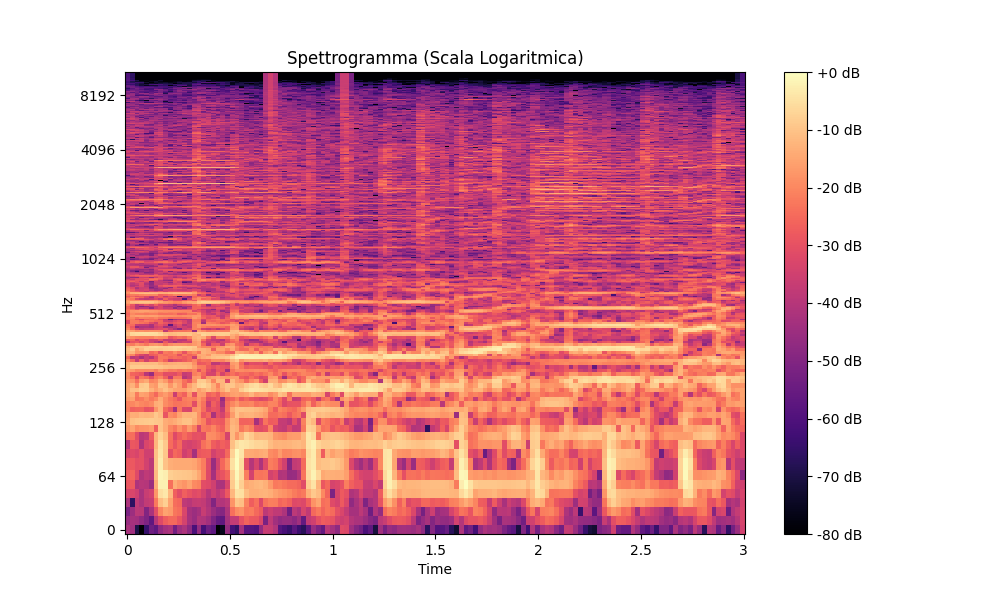 Spettrogramma (Scala Logaritmica)
Hz
8192
4096
2048
1024
512
256
128
64
0
0
0.5
1
1.5
2
2.5
3
Time
+0 dB
-10 dB
-20 dB
-30 dB
-40 dB
-50 dB
-60 dB
-70 dB
-80 dB